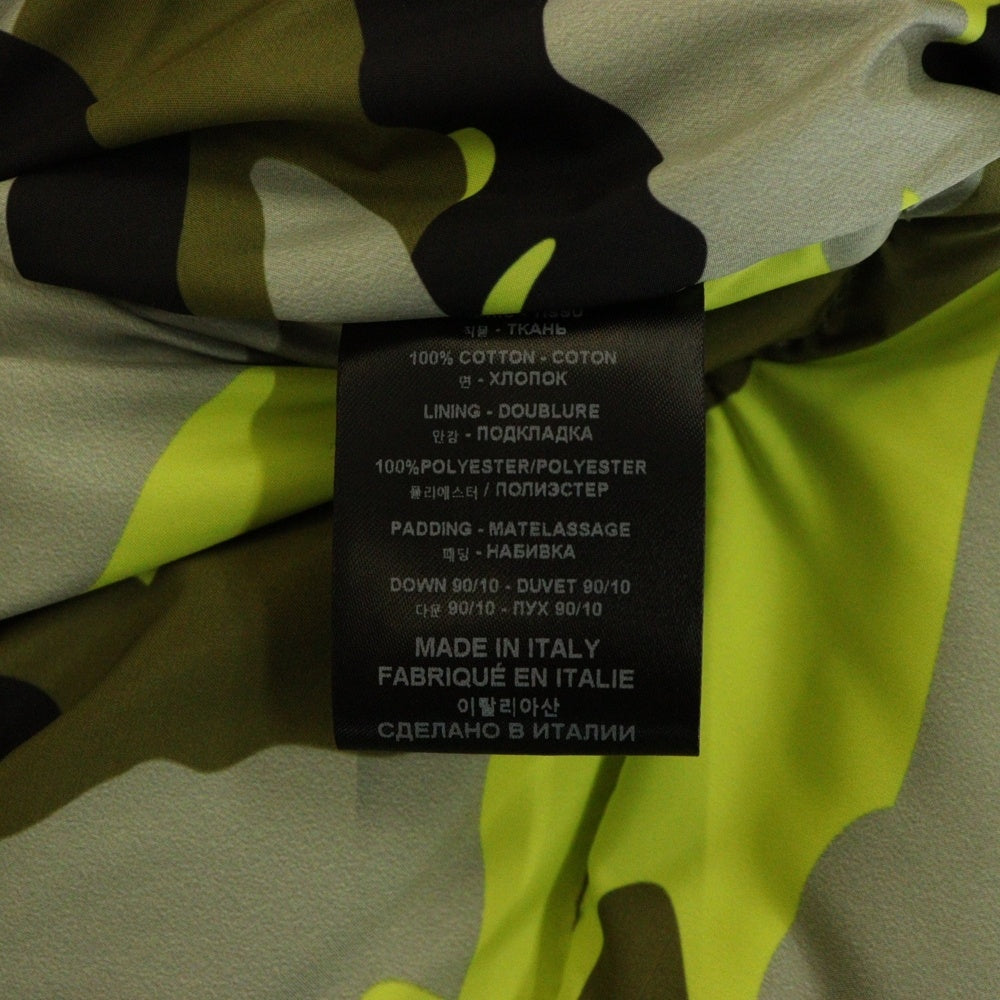 직물 - ТКАНЬ
100% COTTON - COTON
면 - ХЛОПОК
LINING - DOUBLURE
안감 - ПОДКЛАДКА
100%POLYESTER/POLYESTER
폴리에스터 / ПОЛИЭСТЕР
PADDING - MATELASSAGE
패딩 - НАБИВКА
DOWN 90/10 - DUVET 90/10
다운 90/10 - ПУХ 90/10
MADE IN ITALY
FABRIQUÉ EN ITALIE
이탈리아산
СДЕЛАНО В ИТАЛИИ